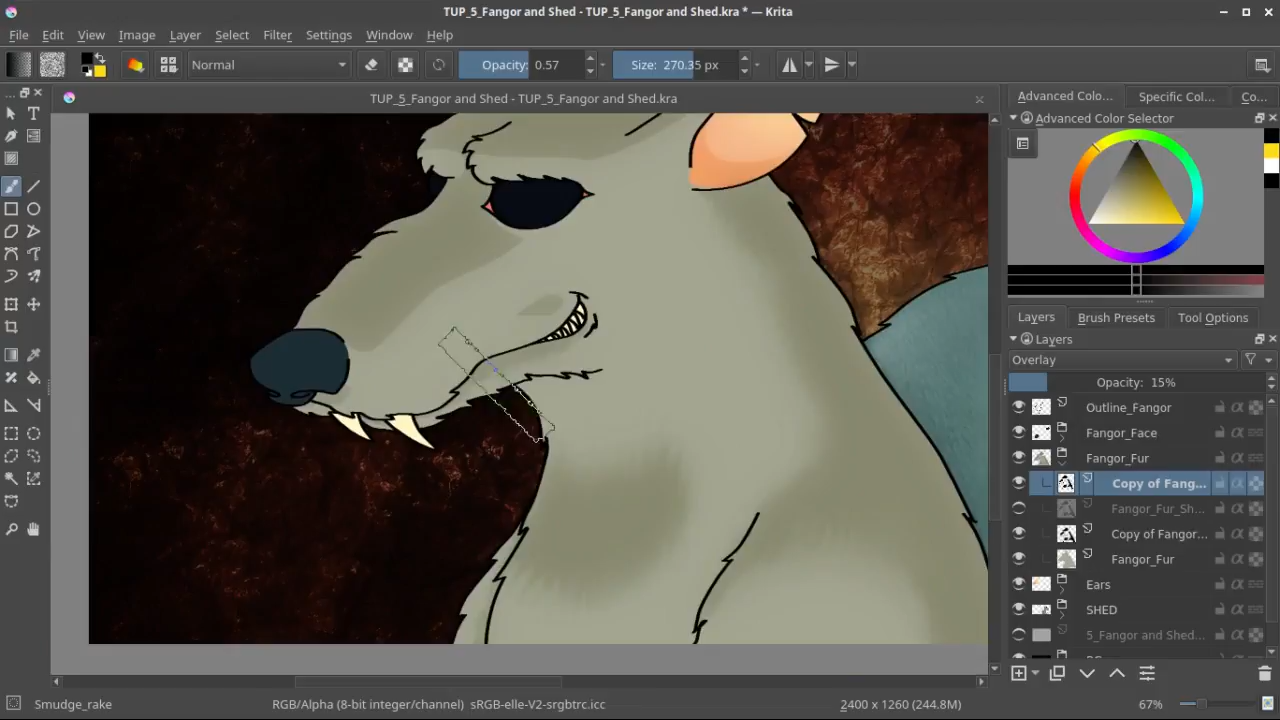 TUP_5_Fangor and Shed - TUP_5_Fangor and Shed.kra * — Krita
File Edit View Image Layer Select Filter Settings Window Help
Normal Opacity: 0.57 Size: 270.35 px
TUP_5_Fangor and Shed - TUP_5_Fangor and Shed.kra
Advanced Colo... Specific Col... Co...
Advanced Color Selector
Layers Brush Presets Tool Options
Layers
Overlay
Opacity: 15%
Outline_Fangor
Fangor_Face
Fangor_Fur
Copy of Fang...
Fangor_Fur_Sh...
Copy of Fangor...
Fangor_Fur
Ears
SHED
5_Fangor and Shed...
Smudge_rake RGB/Alpha (8-bit integer/channel) sRGB-elle-V2-srgbtrc.icc 2400 x 1260 (244.8M) 67%